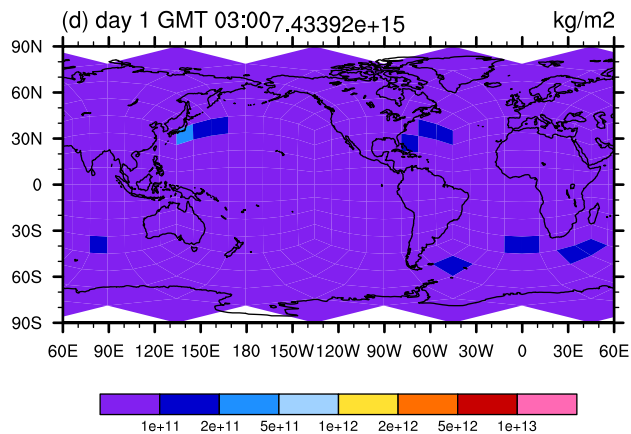 (d) day 1 GMT 03:00 7.43392e+15 kg/m2
90N
60N
30N
0
30S
60S
90S
60E 90E 120E 150E 180 150W 120W 90W 60W 30W 0 30E 60E
1e+11 2e+11 5e+11 1e+12 2e+12 5e+12 1e+13